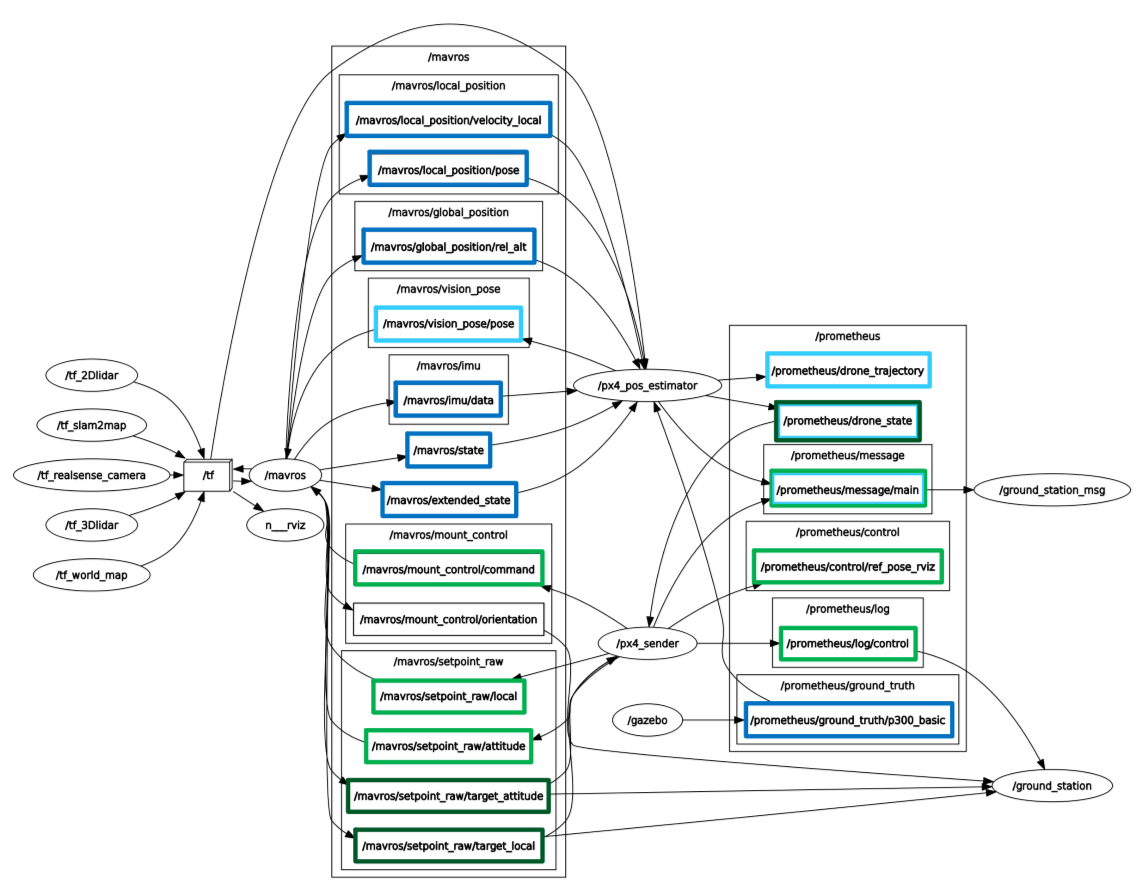 /mavros
/mavros/local_position
/mavros/local_position/velocity_local
/mavros/local_position/pose
/mavros/global_position
/mavros/global_position/rel_alt
/mavros/vision_pose
/mavros/vision_pose/pose
/mavros/imu
/mavros/imu/data
/mavros/state
/mavros/extended_state
/mavros/mount_control
/mavros/mount_control/command
/mavros/mount_control/orientation
/mavros/setpoint_raw
/mavros/setpoint_raw/local
/mavros/setpoint_raw/attitude
/mavros/setpoint_raw/target_attitude
/mavros/setpoint_raw/target_local
/tf_2Dlidar
/tf_slam2map
/tf_realsense_camera
/tf_3Dlidar
/tf_world_map
/tf
/mavros
n__rviz
/px4_pos_estimator
/px4_sender
/gazebo
/prometheus
/prometheus/drone_trajectory
/prometheus/drone_state
/prometheus/message
/prometheus/message/main
/prometheus/control
/prometheus/control/ref_pose_rviz
/prometheus/log
/prometheus/log/control
/prometheus/ground_truth
/prometheus/ground_truth/p300_basic
/ground_station_msg
/ground_station